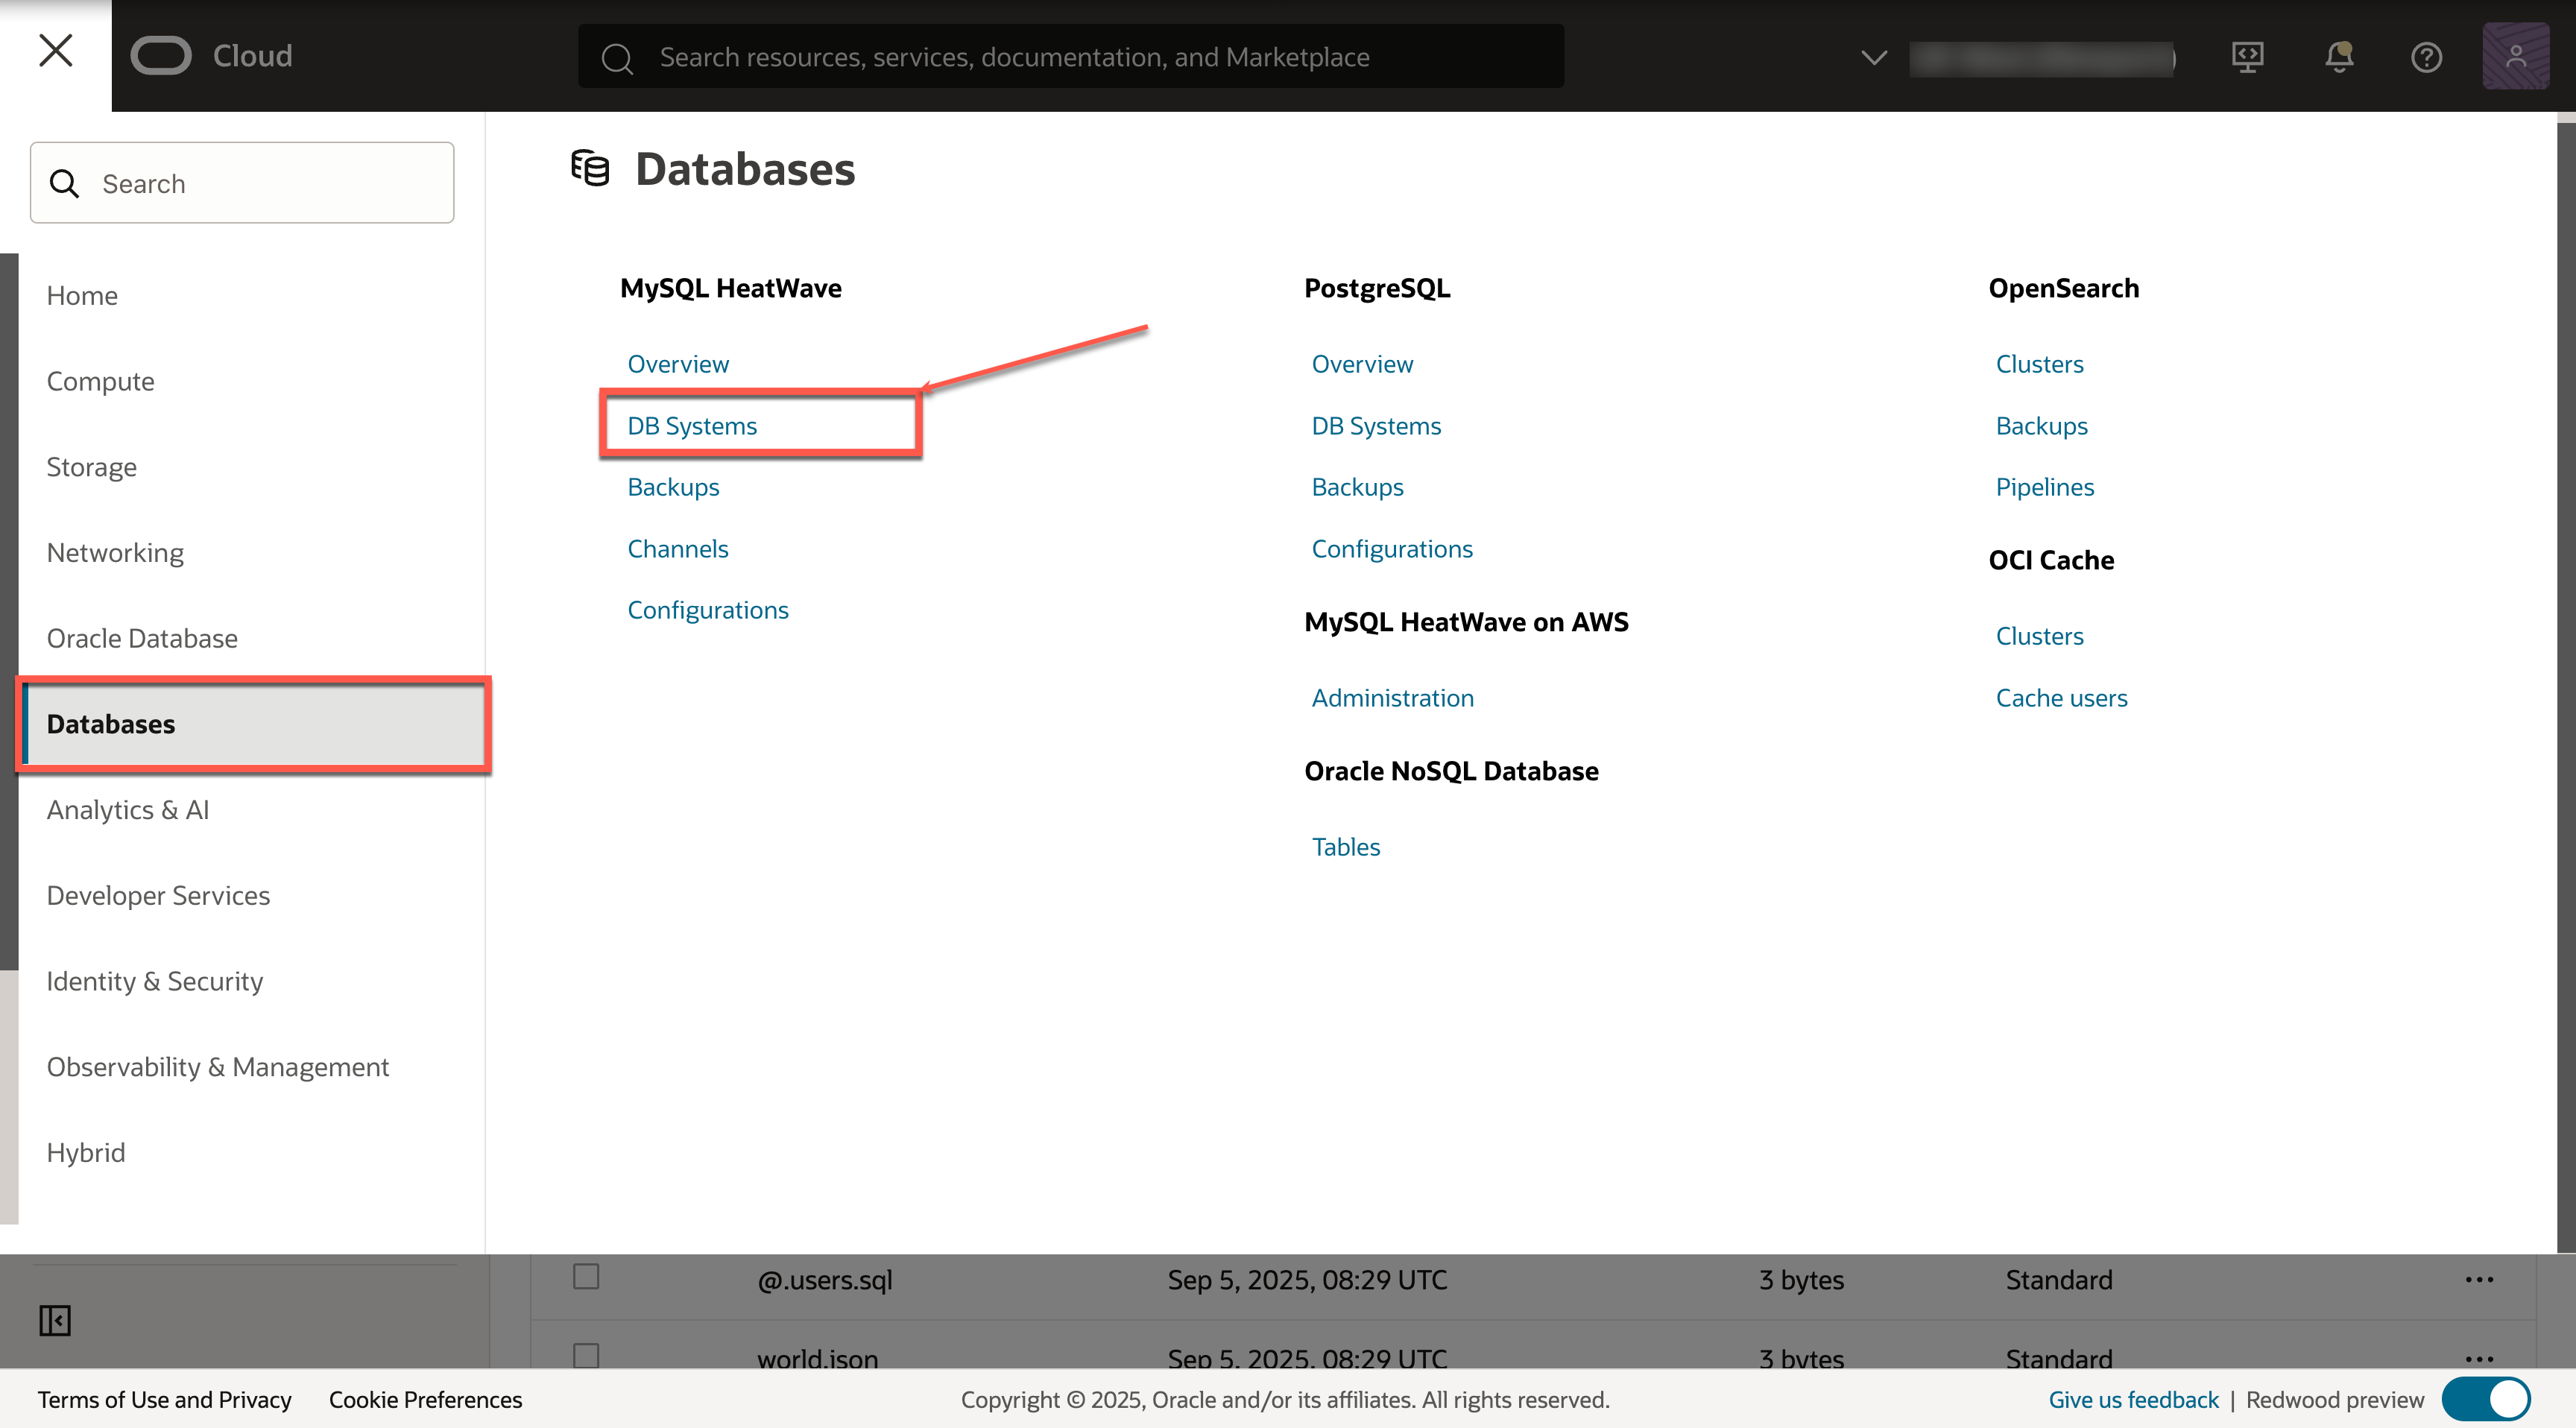 Cloud
Search resources, services, documentation, and Marketplace
Search
Home
Compute
Storage
Networking
Oracle Database
Databases
Analytics & AI
Developer Services
Identity & Security
Observability & Management
Hybrid
Databases
MySQL HeatWave
Overview
DB Systems
Backups
Channels
Configurations
PostgreSQL
Overview
DB Systems
Backups
Configurations
MySQL HeatWave on AWS
Administration
Oracle NoSQL Database
Tables
OpenSearch
Clusters
Backups
Pipelines
OCI Cache
Clusters
Cache users
@.users.sql Sep 5, 2025, 08:29 UTC 3 bytes Standard
world.json Sep 5, 2025, 08:29 UTC 3 bytes Standard
Terms of Use and Privacy Cookie Preferences Copyright © 2025, Oracle and/or its affiliates. All rights reserved. Give us feedback | Redwood preview